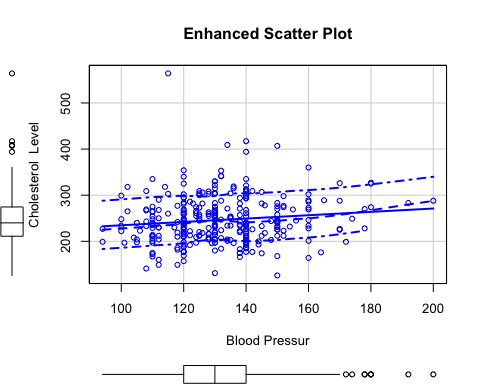 Enhanced Scatter Plot
Cholesterol Level
500
400
300
200
100 120 140 160 180 200
Blood Pressur